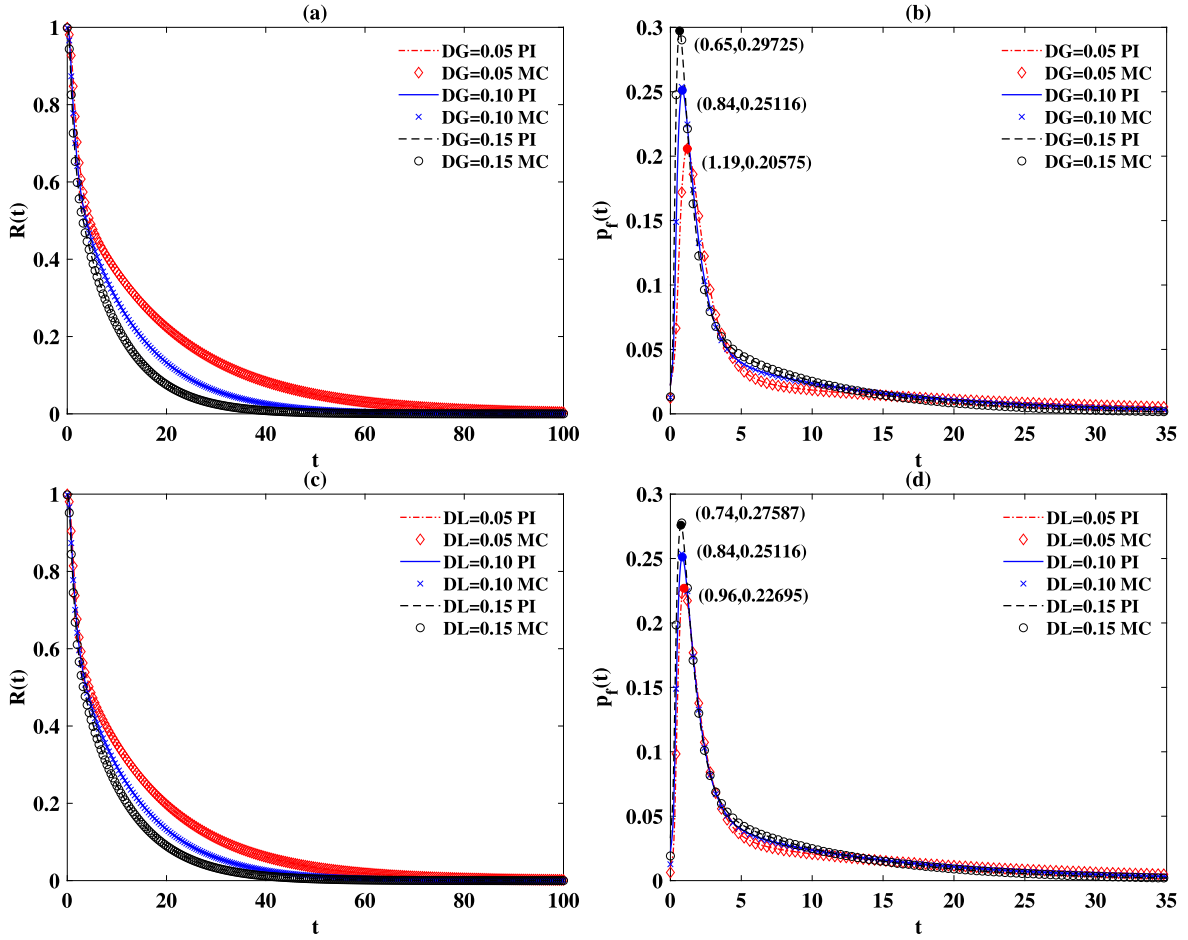 (a)
R(t)
1
0.8
0.6
0.4
0.2
0
0 20 40 60 80 100
t
DG=0.05 PI
DG=0.05 MC
DG=0.10 PI
DG=0.10 MC
DG=0.15 PI
DG=0.15 MC
(b)
p_f(t)
0.3
0.25
0.2
0.15
0.1
0.05
0
0 5 10 15 20 25 30 35
t
(0.65,0.29725)
(0.84,0.25116)
(1.19,0.20575)
DG=0.05 PI
DG=0.05 MC
DG=0.10 PI
DG=0.10 MC
DG=0.15 PI
DG=0.15 MC
(c)
R(t)
1
0.8
0.6
0.4
0.2
0
0 20 40 60 80 100
t
DL=0.05 PI
DL=0.05 MC
DL=0.10 PI
DL=0.10 MC
DL=0.15 PI
DL=0.15 MC
(d)
p_f(t)
0.3
0.25
0.2
0.15
0.1
0.05
0
0 5 10 15 20 25 30 35
t
(0.74,0.27587)
(0.84,0.25116)
(0.96,0.22695)
DL=0.05 PI
DL=0.05 MC
DL=0.10 PI
DL=0.10 MC
DL=0.15 PI
DL=0.15 MC